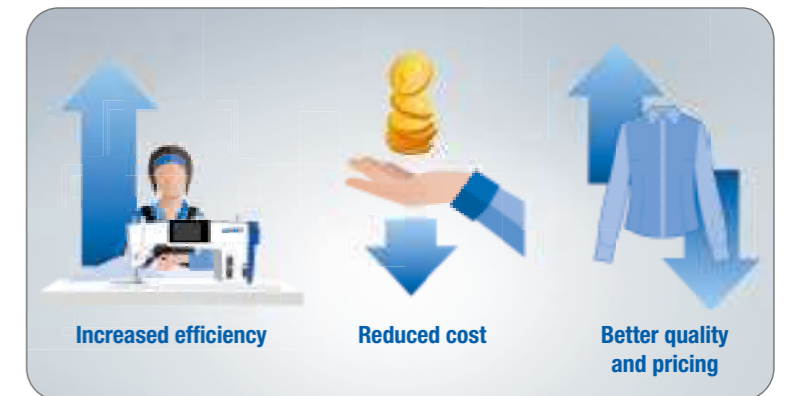 Increased efficiency
Reduced cost
Better quality
and pricing